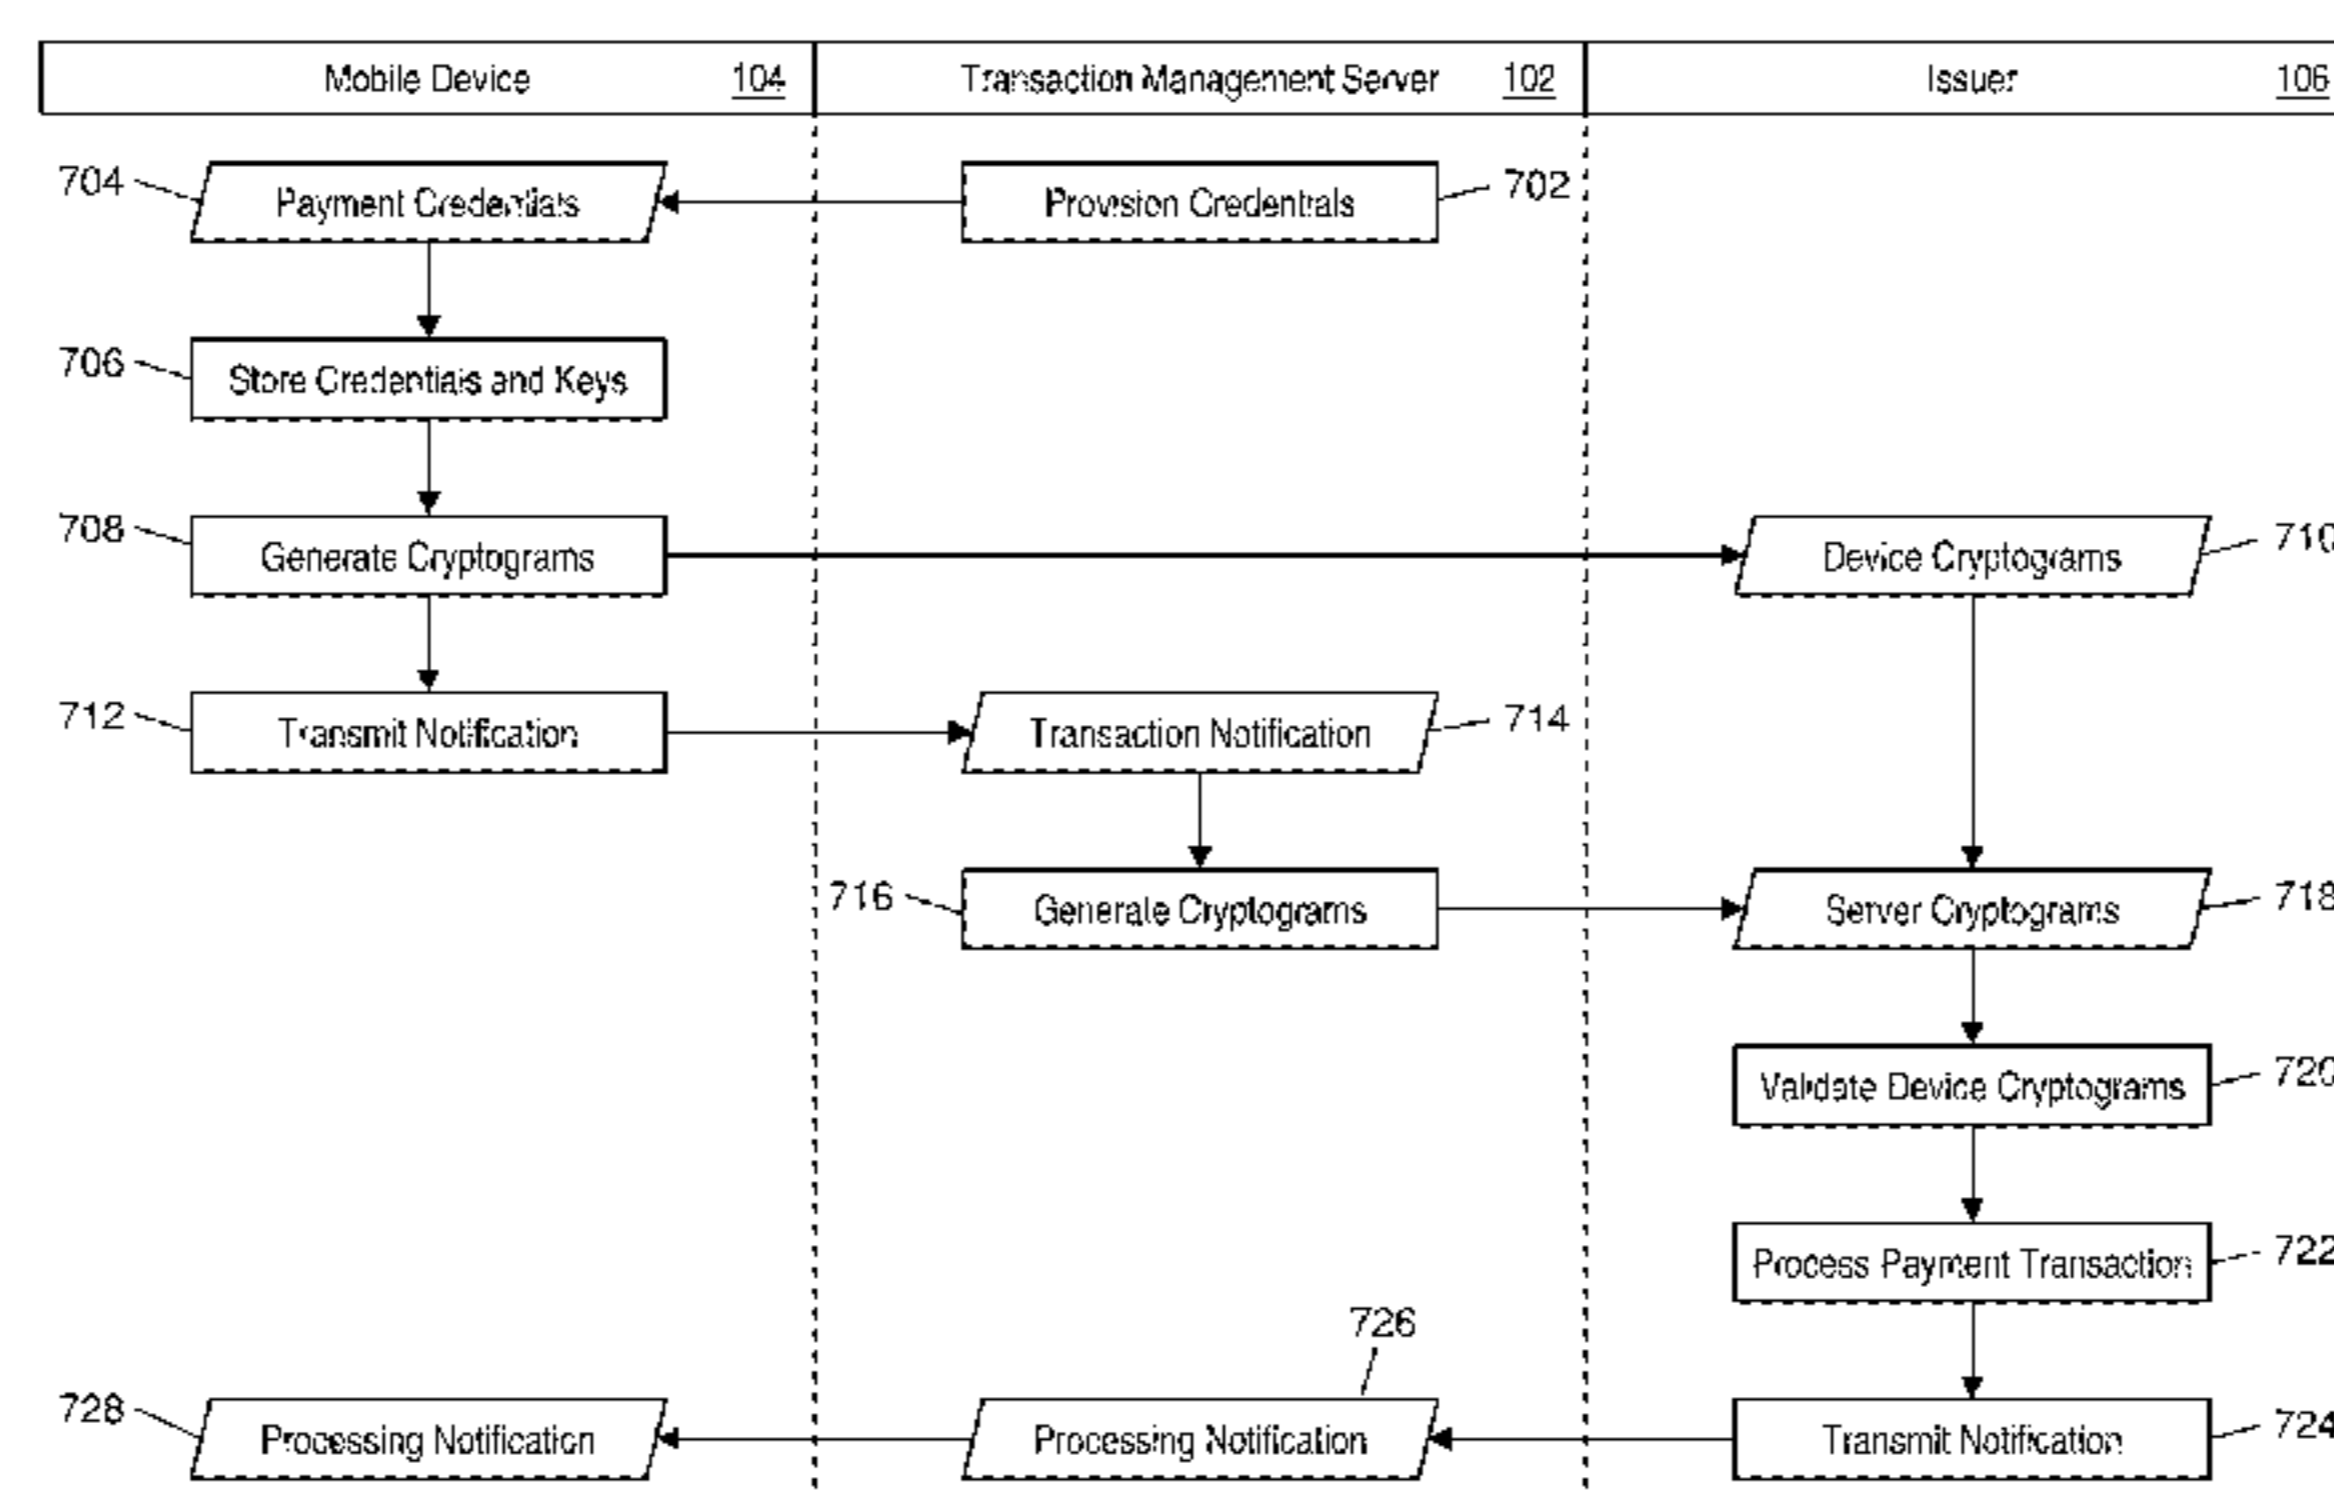 Mobile Device 104 Transaction Management Server 102 Issuer 106
704 Payment Credentials Provision Credentials 702
706 Store Credentials and Keys
708 Generate Cryptograms Device Cryptograms 710
712 Transmit Notification Transaction Notification 714
716 Generate Cryptograms Server Cryptograms 718
Validate Device Cryptograms 720
Process Payment Transaction 722
726
728 Processing Notification Processing Notification Transmit Notification 724